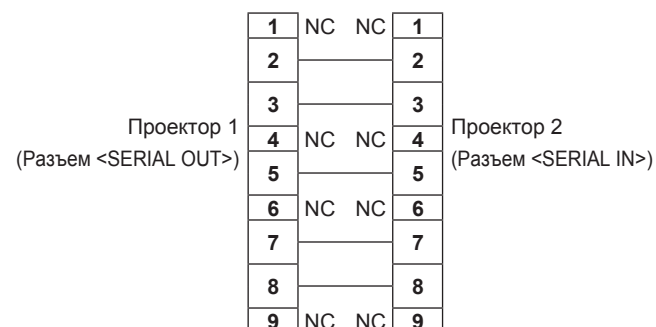 1 NC NC 1
2 2
3 3
Проектор 1
(Разъем <SERIAL OUT>)
4 NC NC 4
Проектор 2
(Разъем <SERIAL IN>)
5 5
6 NC NC 6
7 7
8 8
9 NC NC 9